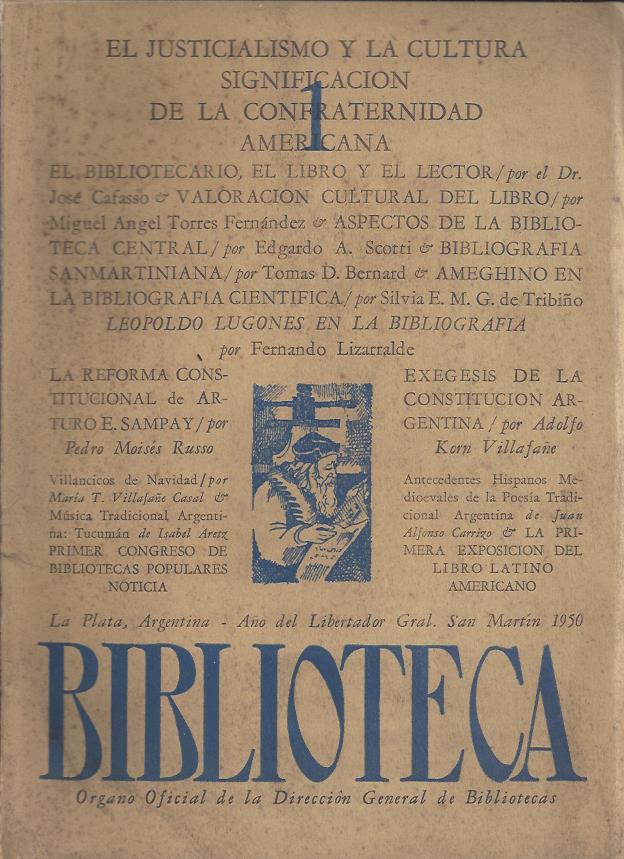 EL JUSTICIALISMO Y LA CULTURA
SIGNIFICACION
DE LA CONFRATERNIDAD
AMERICANA
1
EL BIBLIOTECARIO, EL LIBRO Y EL LECTOR/por el Dr.
José Cafasso & VALORACION CULTURAL DEL LIBRO/por
Miguel Angel Torres Fernández & ASPECTOS DE LA BIBLIO-
TECA CENTRAL/por Edgardo A. Scotti & BIBLIOGRAFIA
SANMARTINIANA/por Tomas D. Bernard & AMEGHINO EN
LA BIBLIOGRAFÍA CIENTIFICA/por Silvia E. M. G. de Tribiño
LEOPOLDO LUGONES EN LA BIBLIOGRAFIA
por Fernando Lizarralde
LA REFORMA CONS-
TITUCIONAL de AR-
TURO E. SAMPAY/por
Pedro Moisés Russo
Villancicos de Navidad/por
María T. Villafañe Casal &
Música Tradicional Argenti-
na: Tucumán de Isabel Aretz
PRIMER CONGRESO DE
BIBLIOTECAS POPULARES
NOTICIA
EXEGESIS DE LA
CONSTITUCION AR-
GENTINA / por Adolfo
Korn Villafañe
Antecedentes Hispanos Me-
dioevales de la Poesía Tradi-
cional Argentina de Juan
Alfonso Carrizo & LA PRI-
MERA EXPOSICION DEL
LIBRO LATINO
AMERICANO
La Plata, Argentina - Año del Libertador Gral. San Martín 1950
BIBLIOTECA
Organo Oficial de la Dirección General de Bibliotecas